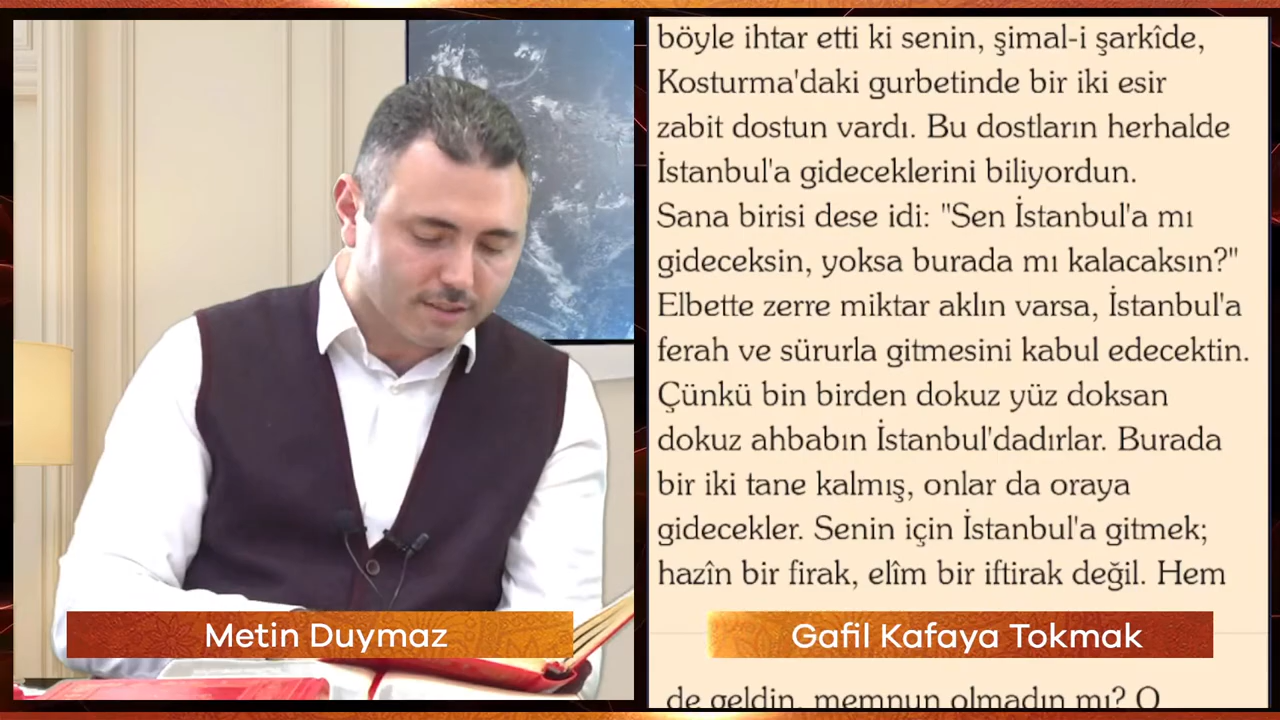 böyle ihtar etti ki senin, şimal-i şarkîde,
Kosturma'daki gurbetinde bir iki esir
zabit dostun vardı. Bu dostların herhalde
İstanbul'a gideceklerini biliyordun.
Sana birisi dese idi: "Sen İstanbul'a mı
gideceksin, yoksa burada mı kalacaksın?"
Elbette zerre miktar aklın varsa, İstanbul'a
ferah ve sürurla gitmesini kabul edecektin.
Çünkü bin birden dokuz yüz doksan
dokuz ahbabın İstanbul'dadırlar. Burada
bir iki tane kalmış, onlar da oraya
gidecekler. Senin için İstanbul'a gitmek;
hazîn bir firak, elîm bir iftirak değil. Hem
de geldin, memnun olmadın mı? O
Metin Duymaz
Gafil Kafaya Tokmak